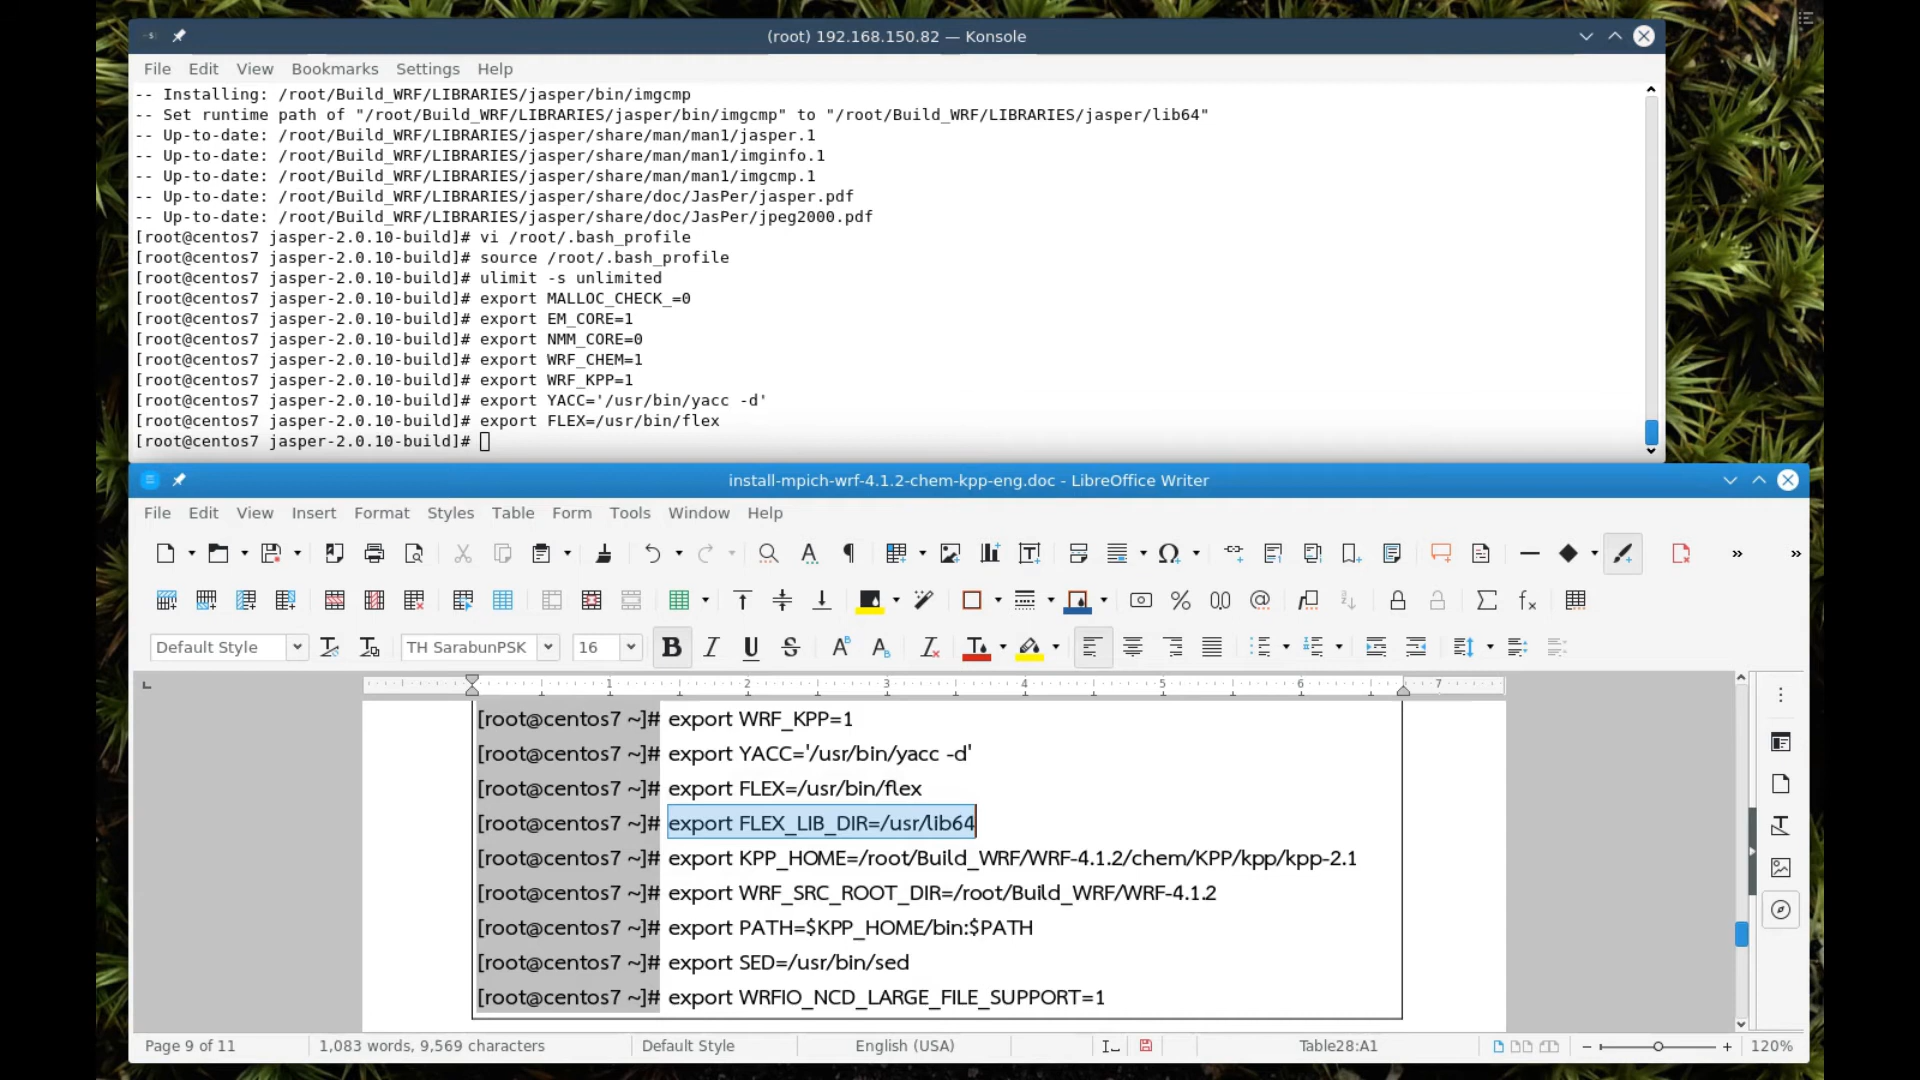 (root) 192.168.150.82 — Konsole
File Edit View Bookmarks Settings Help
-- Installing: /root/Build_WRF/LIBRARIES/jasper/bin/imgcmp
-- Set runtime path of "/root/Build_WRF/LIBRARIES/jasper/bin/imgcmp" to "/root/Build_WRF/LIBRARIES/jasper/lib64"
-- Up-to-date: /root/Build_WRF/LIBRARIES/jasper/share/man/man1/jasper.1
-- Up-to-date: /root/Build_WRF/LIBRARIES/jasper/share/man/man1/imginfo.1
-- Up-to-date: /root/Build_WRF/LIBRARIES/jasper/share/man/man1/imgcmp.1
-- Up-to-date: /root/Build_WRF/LIBRARIES/jasper/share/doc/JasPer/jasper.pdf
-- Up-to-date: /root/Build_WRF/LIBRARIES/jasper/share/doc/JasPer/jpeg2000.pdf
[root@centos7 jasper-2.0.10-build]# vi /root/.bash_profile
[root@centos7 jasper-2.0.10-build]# source /root/.bash_profile
[root@centos7 jasper-2.0.10-build]# ulimit -s unlimited
[root@centos7 jasper-2.0.10-build]# export MALLOC_CHECK_=0
[root@centos7 jasper-2.0.10-build]# export EM_CORE=1
[root@centos7 jasper-2.0.10-build]# export NMM_CORE=0
[root@centos7 jasper-2.0.10-build]# export WRF_CHEM=1
[root@centos7 jasper-2.0.10-build]# export WRF_KPP=1
[root@centos7 jasper-2.0.10-build]# export YACC='/usr/bin/yacc -d'
[root@centos7 jasper-2.0.10-build]# export FLEX=/usr/bin/flex
[root@centos7 jasper-2.0.10-build]#
install-mpich-wrf-4.1.2-chem-kpp-eng.doc - LibreOffice Writer
File Edit View Insert Format Styles Table Form Tools Window Help
Default Style TH SarabunPSK 16
1 2 3 4 5 6 7
[root@centos7 ~]# export WRF_KPP=1
[root@centos7 ~]# export YACC='/usr/bin/yacc -d'
[root@centos7 ~]# export FLEX=/usr/bin/flex
[root@centos7 ~]# export FLEX_LIB_DIR=/usr/lib64
[root@centos7 ~]# export KPP_HOME=/root/Build_WRF/WRF-4.1.2/chem/KPP/kpp/kpp-2.1
[root@centos7 ~]# export WRF_SRC_ROOT_DIR=/root/Build_WRF/WRF-4.1.2
[root@centos7 ~]# export PATH=$KPP_HOME/bin:$PATH
[root@centos7 ~]# export SED=/usr/bin/sed
[root@centos7 ~]# export WRFIO_NCD_LARGE_FILE_SUPPORT=1
Page 9 of 11 1,083 words, 9,569 characters Default Style English (USA) Table28:A1 120%